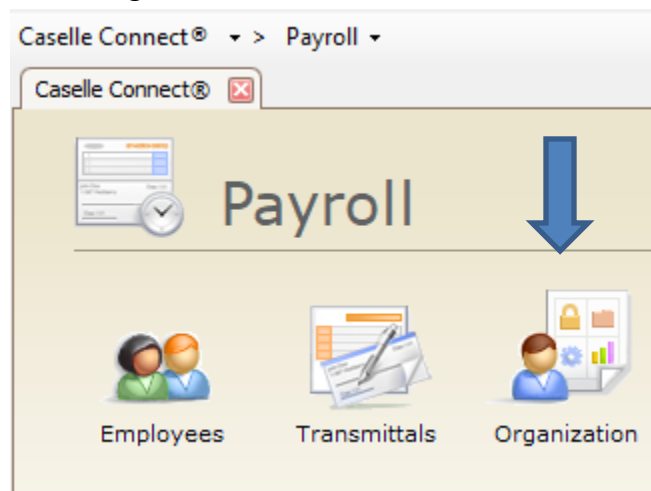 Caselle Connect® > Payroll
Caselle Connect®
Payroll
Employees Transmittals Organization